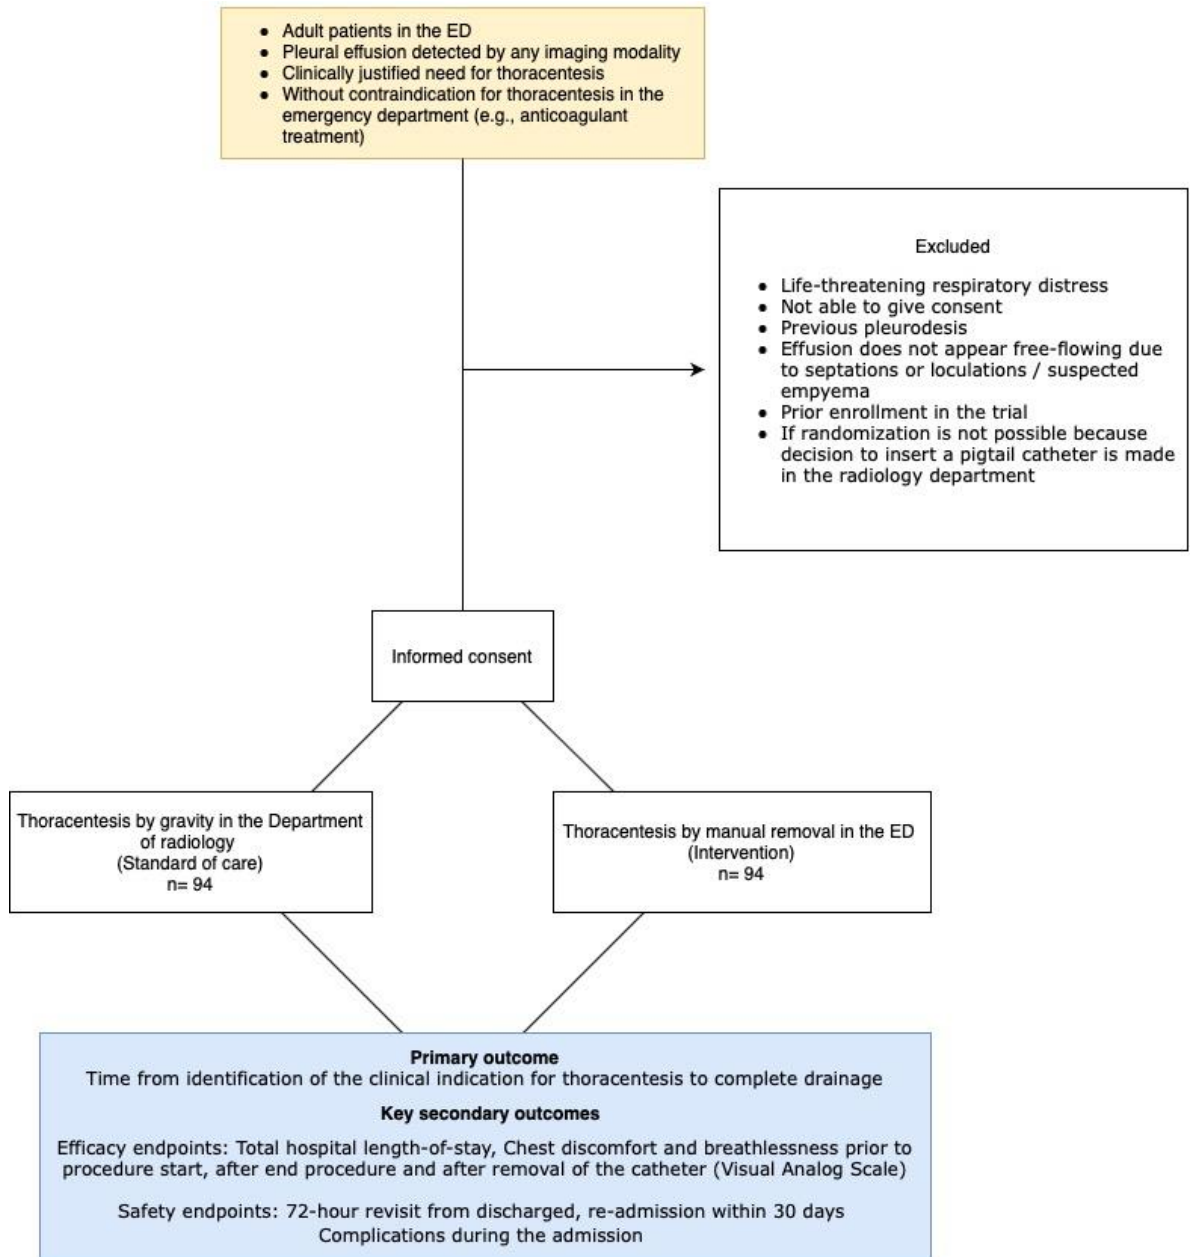 ● Adult patients in the ED
● Pleural effusion detected by any imaging modality
● Clinically justified need for thoracentesis
● Without contraindication for thoracentesis in the
emergency department (e.g., anticoagulant
treatment)
Excluded
● Life-threatening respiratory distress
● Not able to give consent
● Previous pleurodesis
● Effusion does not appear free-flowing due
to septations or loculations / suspected
empyema
● Prior enrollment in the trial
● If randomization is not possible because
decision to insert a pigtail catheter is made
in the radiology department
Informed consent
Thoracentesis by gravity in the Department
of radiology
(Standard of care)
n= 94
Thoracentesis by manual removal in the ED
(Intervention)
n= 94
Primary outcome
Time from identification of the clinical indication for thoracentesis to complete drainage
Key secondary outcomes
Efficacy endpoints: Total hospital length-of-stay, Chest discomfort and breathlessness prior to
procedure start, after end procedure and after removal of the catheter (Visual Analog Scale)
Safety endpoints: 72-hour revisit from discharged, re-admission within 30 days
Complications during the admission